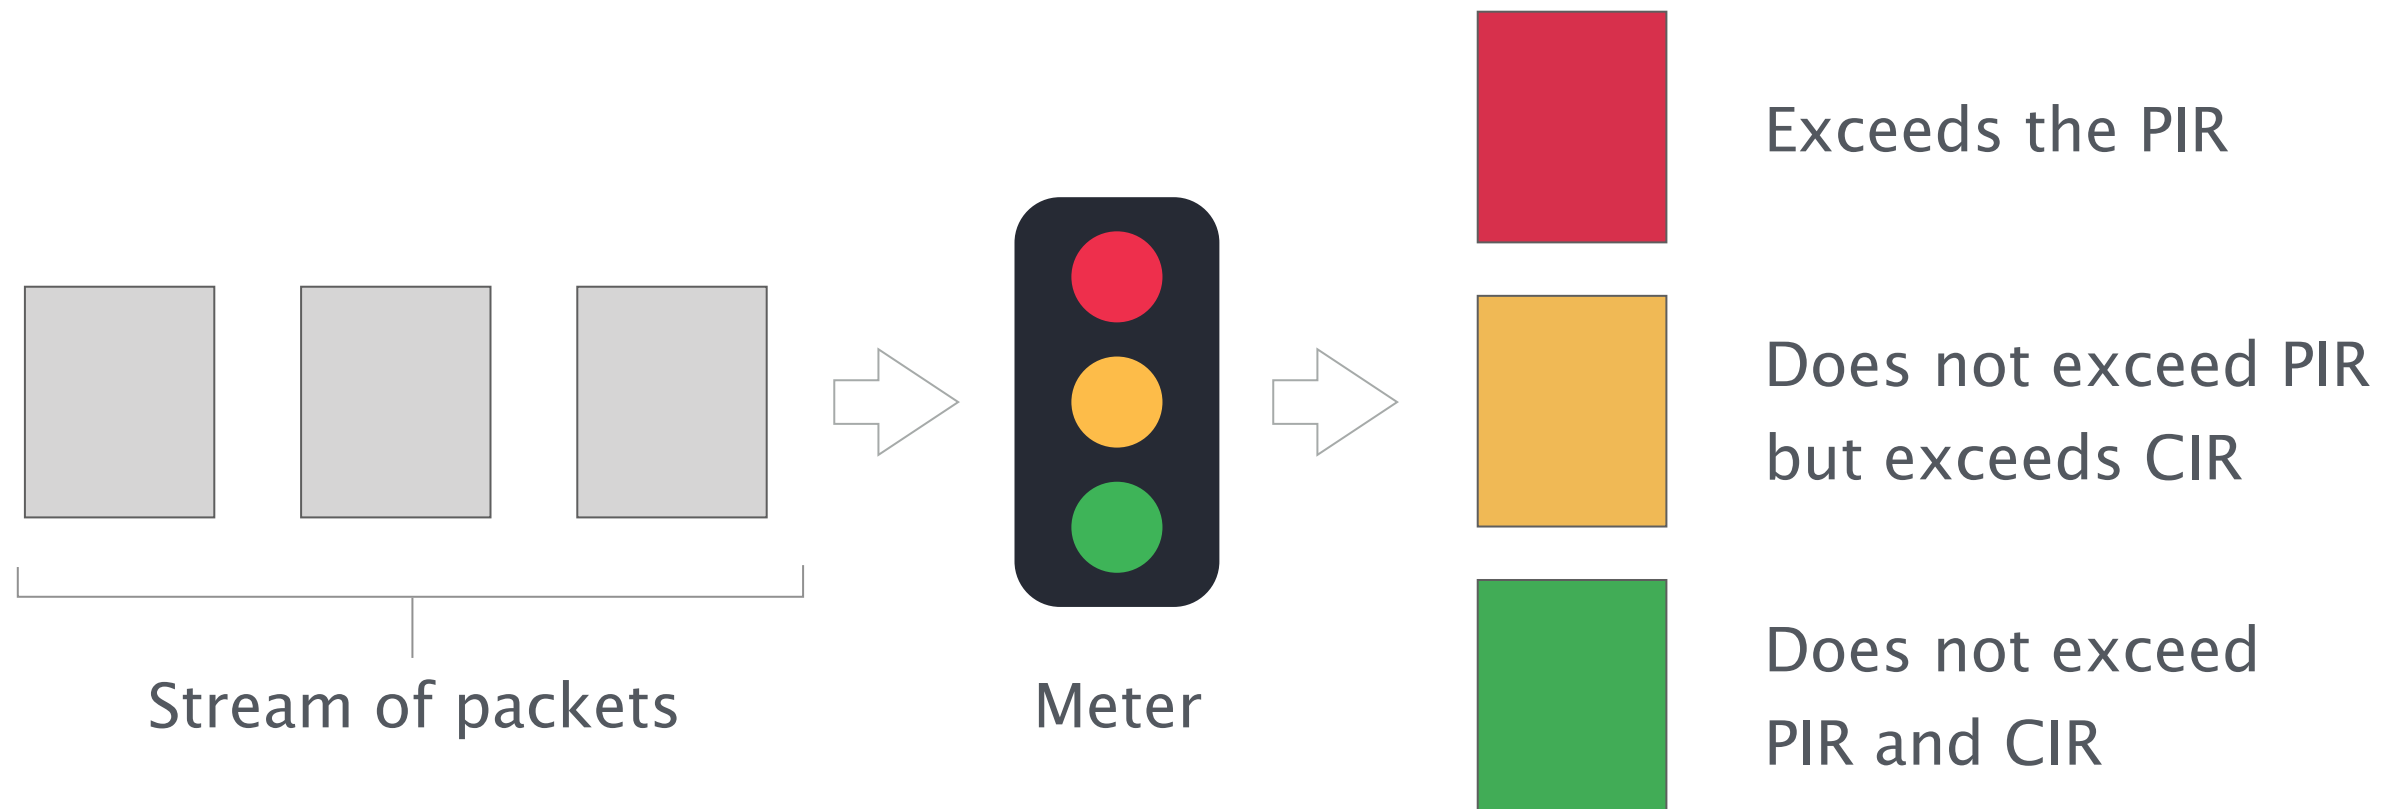 Stream of packets
Meter
Exceeds the PIR
Does not exceed PIR
but exceeds CIR
Does not exceed
PIR and CIR